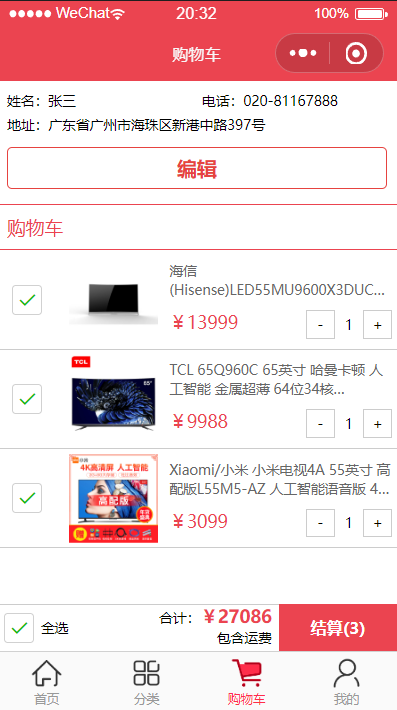 WeChat 20:32 100%
购物车
姓名：张三 电话：020-81167888
地址：广东省广州市海珠区新港中路397号
编辑
购物车
海信
(Hisense)LED55MU9600X3DUC...
￥13999
- 1 +
TCL
65"
TCL 65Q960C 65英寸 哈曼卡顿 人
工智能 金属超薄 64位34核...
￥9988
- 1 +
4K高清屏 人工智能
高配版
Xiaomi/小米 小米电视4A 55英寸 高
配版L55M5-AZ 人工智能语音版 4...
￥3099
- 1 +
全选
合计：￥27086
包含运费
结算(3)
首页 分类 购物车 我的